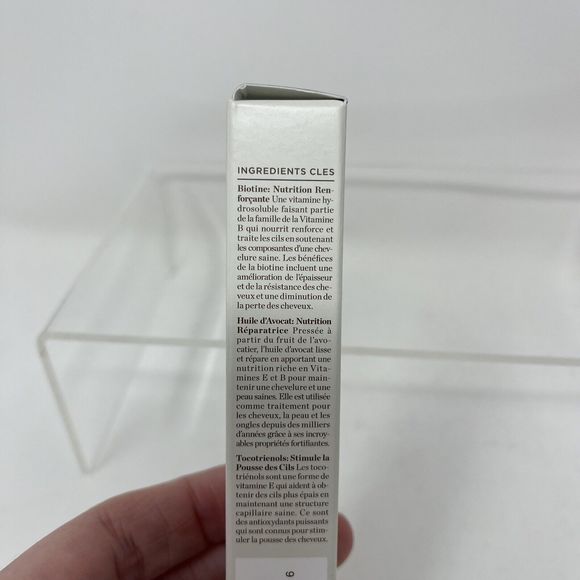 INGREDIENTS CLES
Biotine: Nutrition Ren-
forçante Une vitamine hy-
drosoluble faisant partie
de la famille de la Vitamine
B qui nourrit renforce et
traite les cils en soutenant
les composantes d'une chev-
elure saine. Les bénéfices
de la biotine incluent une
amélioration de l'épaisseur
et de la résistance des che-
veux et une diminution de
la perte des cheveux.
Huile d'Avocat: Nutrition
Réparatrice Pressée à
partir du fruit de l'avo-
catier, l'huile d'avocat lisse
et répare en apportant une
nutrition riche en Vita-
mines E et B pour main-
tenir une chevelure et une
peau saines. Elle est utilisée
comme traitement pour
les cheveux, la peau et les
ongles depuis des milliers
d'années grâce à ses incroy-
ables propriétés fortifiantes.
Tocotrienols: Stimule la
Pousse des Cils Les toco-
triénols sont une forme de
vitamine E qui aident à ob-
tenir des cils plus épais en
maintenant une structure
capillaire saine. Ce sont
des antioxydants puissants
qui sont connus pour stim-
uler la pousse des cheveux.